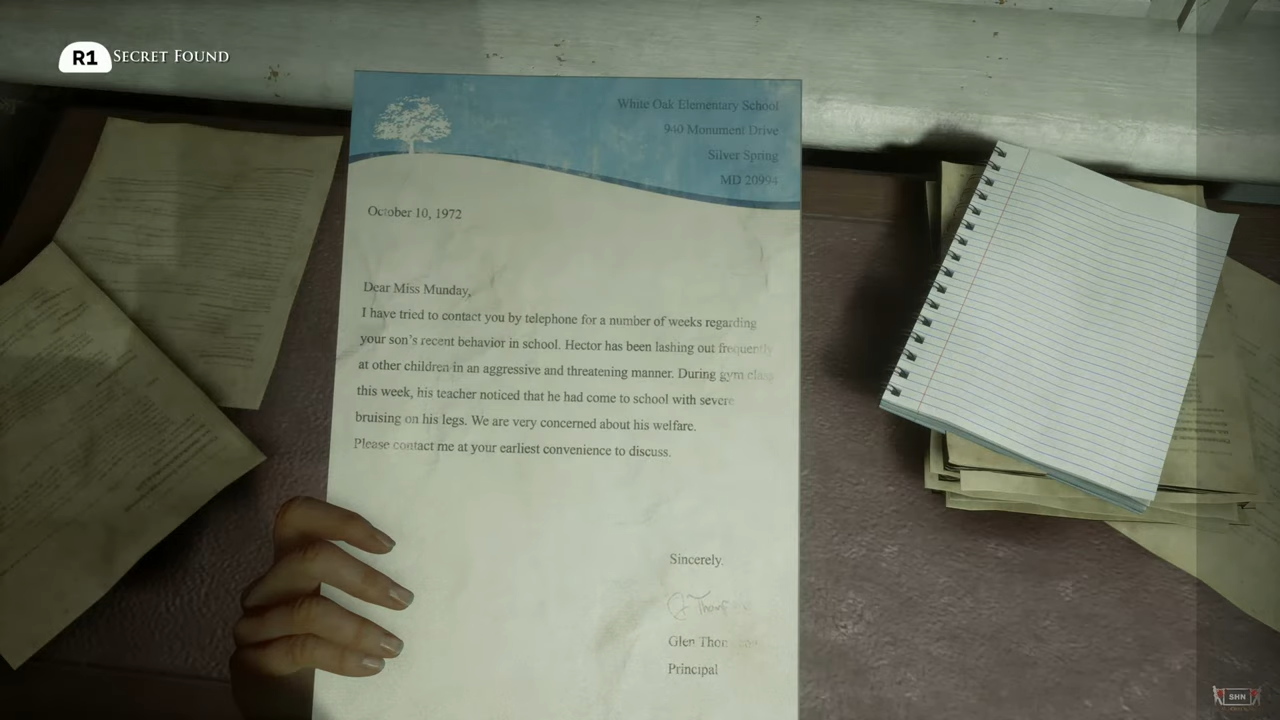 R1 SECRET FOUND
White Oak Elementary School
940 Monument Drive
Silver Spring
MD 20994
October 10, 1972
Dear Miss Munday,
I have tried to contact you by telephone for a number of weeks regarding
your son's recent behavior in school. Hector has been lashing out frequently
at other children in an aggressive and threatening manner. During gym class
this week, his teacher noticed that he had come to school with severe
bruising on his legs. We are very concerned about his welfare.
Please contact me at your earliest convenience to discuss.
Sincerely,
Glen
Principal
SHN